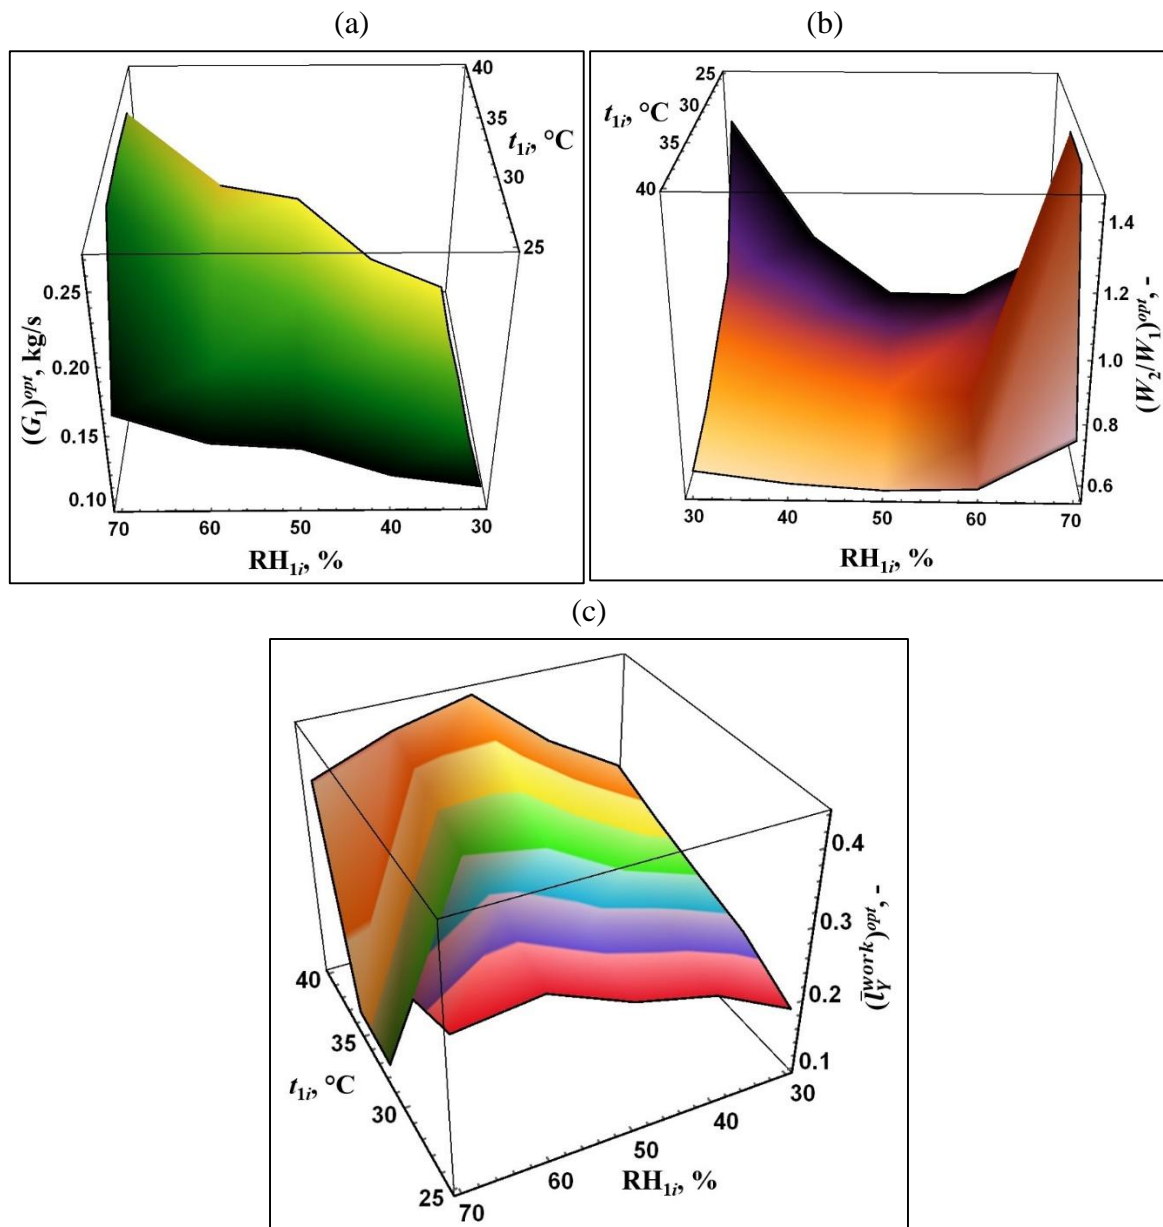 (a)
40
35
t1i, °C
30
25
0.25
0.20
0.15
0.10
((G1)^opt, kg/s
70 60 50 40 30
RH1i, %
(b)
25
30
t1i, °C
35
40
1.4
1.2
1.0
0.8
0.6
(W2/W1)^opt, -
30 40 50 60 70
RH1i, %
(c)
0.4
0.3
0.2
0.1
(l̄Y^work)^opt, -
40
35
t1i, °C
30
25
70 60 50 40 30
RH1i, %